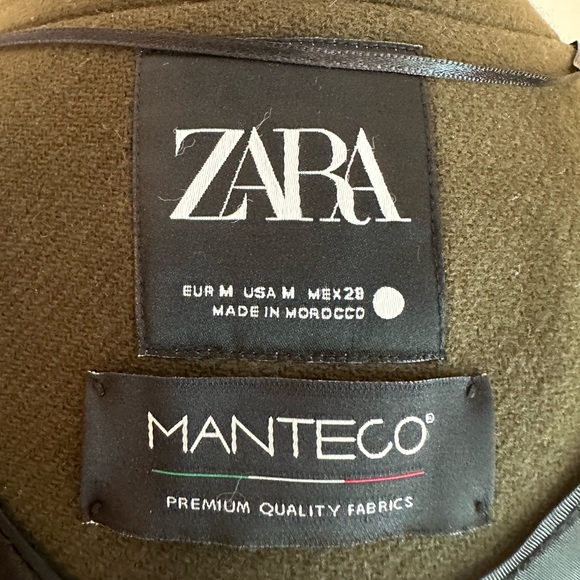 ZARA
EUR M USA M MEX 28
MADE IN MOROCCO
MANTECO®
PREMIUM QUALITY FABRICS